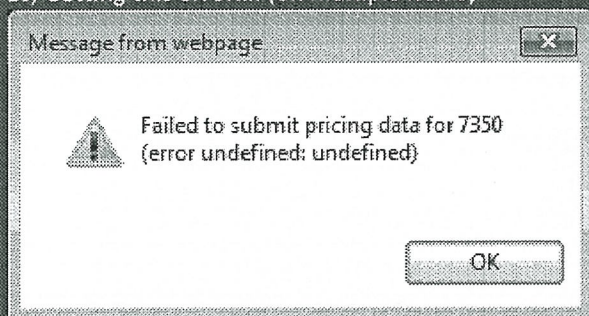 Message from webpage
Failed to submit pricing data for 7350
(error undefined: undefined)
OK